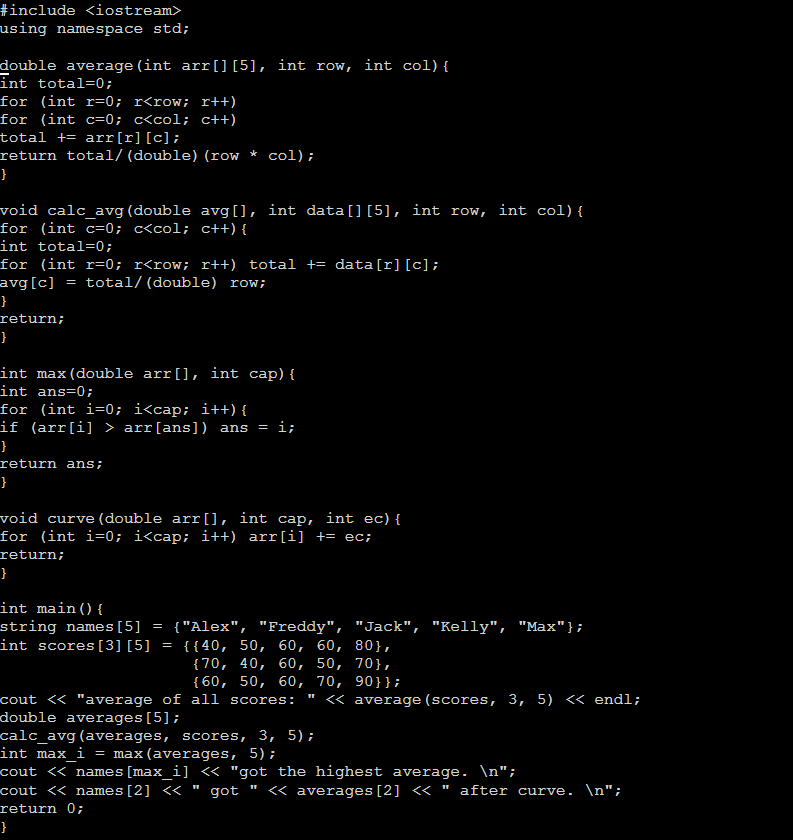 #include <iostream>
using namespace std;

double average(int arr[][5], int row, int col){
int total=0;
for (int r=0; r<row; r++)
for (int c=0; c<col; c++)
total += arr[r][c];
return total/(double)(row * col);
}

void calc_avg(double avg[], int data[][5], int row, int col){
for (int c=0; c<col; c++){
int total=0;
for (int r=0; r<row; r++) total += data[r][c];
avg[c] = total/(double) row;
}
return;
}

int max(double arr[], int cap){
int ans=0;
for (int i=0; i<cap; i++){
if (arr[i] > arr[ans]) ans = i;
}
return ans;
}

void curve(double arr[], int cap, int ec){
for (int i=0; i<cap; i++) arr[i] += ec;
return;
}

int main(){
string names[5] = {"Alex", "Freddy", "Jack", "Kelly", "Max"};
int scores[3][5] = {{40, 50, 60, 60, 80},
                    {70, 40, 60, 50, 70},
                    {60, 50, 60, 70, 90}};
cout << "average of all scores: " << average(scores, 3, 5) << endl;
double averages[5];
calc_avg(averages, scores, 3, 5);
int max_i = max(averages, 5);
cout << names[max_i] << "got the highest average. \n";
cout << names[2] << " got " << averages[2] << " after curve. \n";
return 0;
}